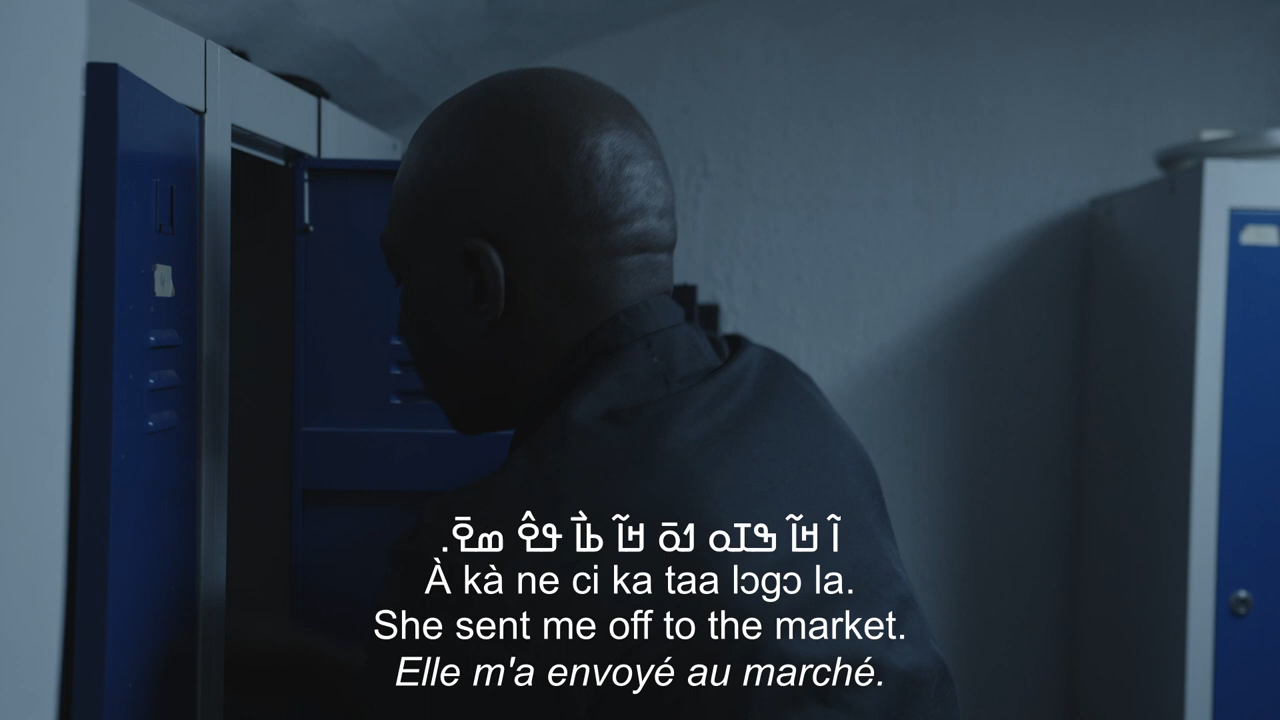 À kà ne ci ka taa lɔgɔ la.
She sent me off to the market.
Elle m'a envoyé au marché.